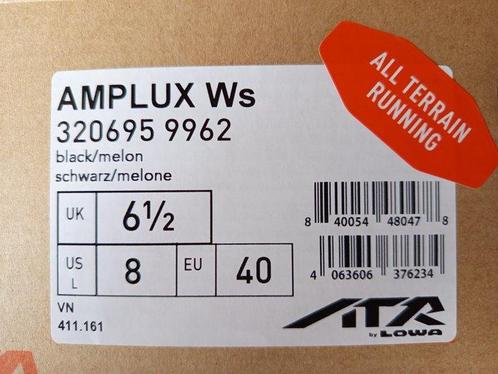 AMPLUX Ws
320695 9962
black/melon
schwarz/melone
UK 6½
US L 8 EU 40
VN
411.161
ALL TERRAIN
RUNNING
8 40054 48047 8
4 063606 376234
ATR
by LOWA